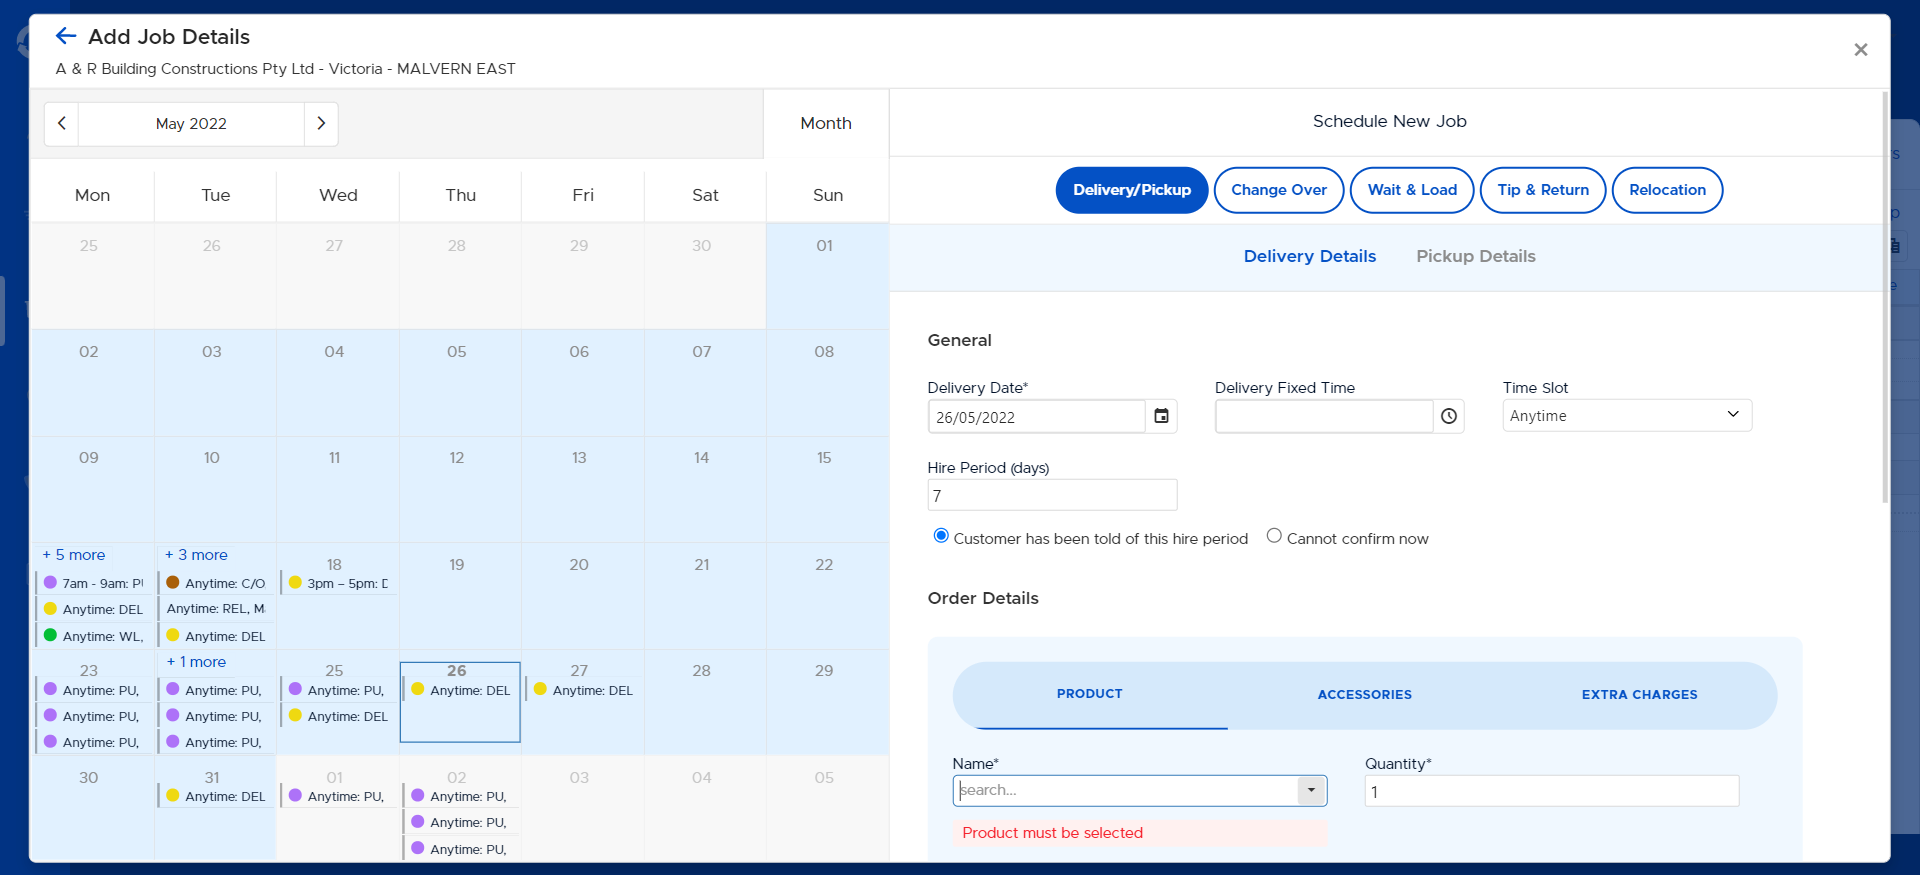 Add Job Details
A & R Building Constructions Pty Ltd - Victoria - MALVERN EAST
May 2022
Month
Mon Tue Wed Thu Fri Sat Sun
25 26 27 28 29 30 01
02 03 04 05 06 07 08
09 10 11 12 13 14 15
+ 5 more + 3 more 18 19 20 21 22
7am - 9am: Anytime: C/O 3pm – 5pm:
Anytime: DEL Anytime: REL,
Anytime: WL, Anytime: DEL
23 + 1 more 25 26 27 28 29
Anytime: PU, Anytime: PU, Anytime: PU, Anytime: DEL Anytime: DEL
Anytime: PU, Anytime: PU, Anytime: DEL
Anytime: PU, Anytime: PU,
30 31 01 02 03 04 05
Anytime: DEL Anytime: PU, Anytime: PU,
Anytime: PU,
Anytime: PU,
Schedule New Job
Delivery/Pickup Change Over Wait & Load Tip & Return Relocation
Delivery Details Pickup Details
General
Delivery Date* Delivery Fixed Time Time Slot
26/05/2022 Anytime
Hire Period (days)
7
Customer has been told of this hire period Cannot confirm now
Order Details
PRODUCT ACCESSORIES EXTRA CHARGES
Name* Quantity*
search... 1
Product must be selected